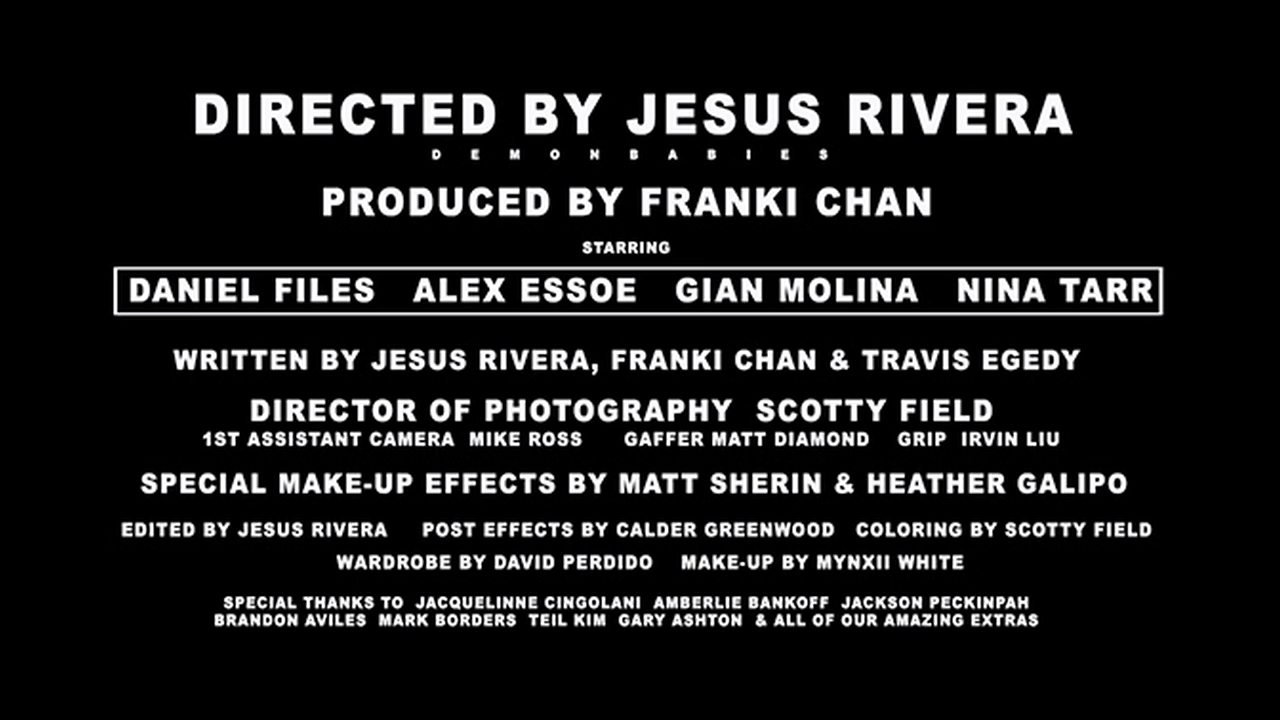 DIRECTED BY JESUS RIVERA
DEMONBABIES
PRODUCED BY FRANKI CHAN
STARRING
DANIEL FILES ALEX ESSOE GIAN MOLINA NINA TARR
WRITTEN BY JESUS RIVERA, FRANKI CHAN & TRAVIS EGEDY
DIRECTOR OF PHOTOGRAPHY SCOTTY FIELD
1ST ASSISTANT CAMERA MIKE ROSS GAFFER MATT DIAMOND GRIP IRVIN LIU
SPECIAL MAKE-UP EFFECTS BY MATT SHERIN & HEATHER GALIPO
EDITED BY JESUS RIVERA POST EFFECTS BY CALDER GREENWOOD COLORING BY SCOTTY FIELD
WARDROBE BY DAVID PERDIDO MAKE-UP BY MYNXII WHITE
SPECIAL THANKS TO JACQUELINNE CINGOLANI AMBERLIE BANKOFF JACKSON PECKINPAH
BRANDON AVILES MARK BORDERS TEIL KIM GARY ASHTON & ALL OF OUR AMAZING EXTRAS